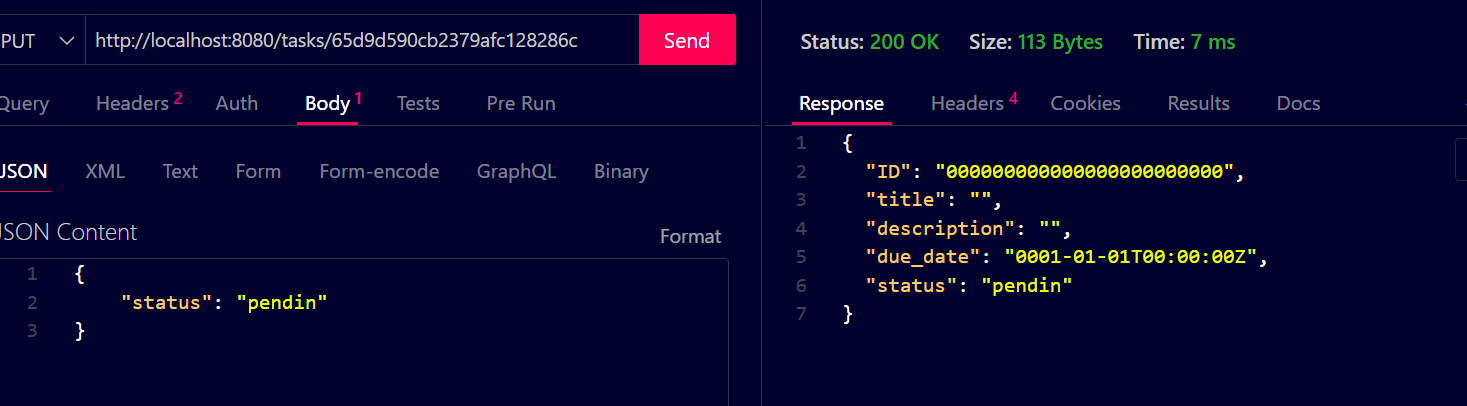 PUT http://localhost:8080/tasks/65d9d590cb2379afc128286c Send
Query Headers 2 Auth Body 1 Tests Pre Run
JSON XML Text Form Form-encode GraphQL Binary
JSON Content
Format
1 {
2 "status": "pendin"
3 }
Status: 200 OK Size: 113 Bytes Time: 7 ms
Response Headers 4 Cookies Results Docs
1 {
2 "ID": "000000000000000000000000",
3 "title": "",
4 "description": "",
5 "due_date": "0001-01-01T00:00:00Z",
6 "status": "pendin"
7 }